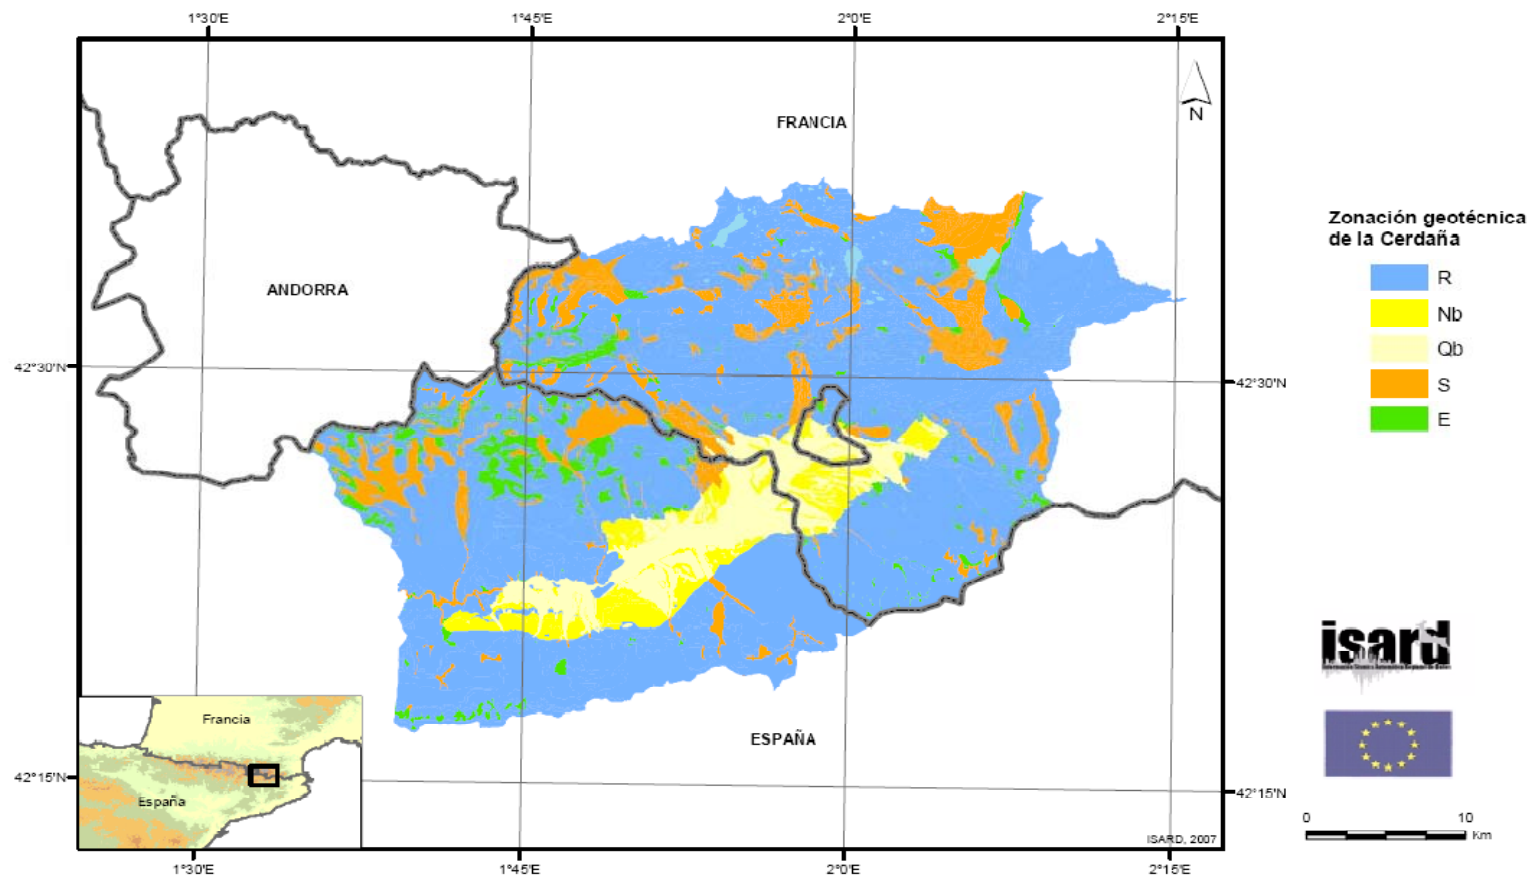 1°30'E
1°45'E
2°0'E
2°15'E
N
FRANCIA
ANDORRA
42°30'N
42°30'N
Zonación geotécnica
de la Cerdaña
R
Nb
Qb
S
E
ESPAÑA
Francia
España
42°15'N
42°15'N
ISARD, 2007
1°30'E
1°45'E
2°0'E
2°15'E
isard
0
10
Km